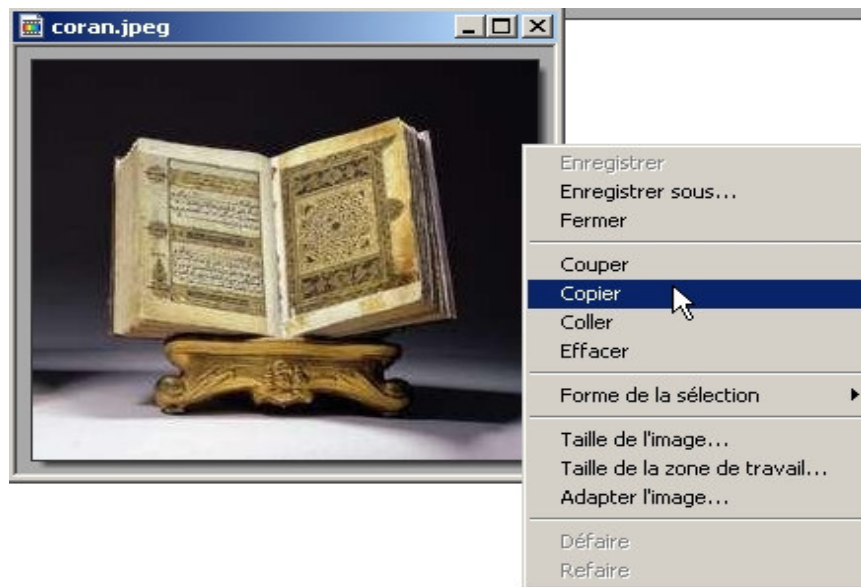 coran.jpeg
Enregistrer
Enregistrer sous...
Fermer
Couper
Copier
Coller
Effacer
Forme de la sélection
Taille de l'image...
Taille de la zone de travail...
Adapter l'image...
Défaire
Refaire